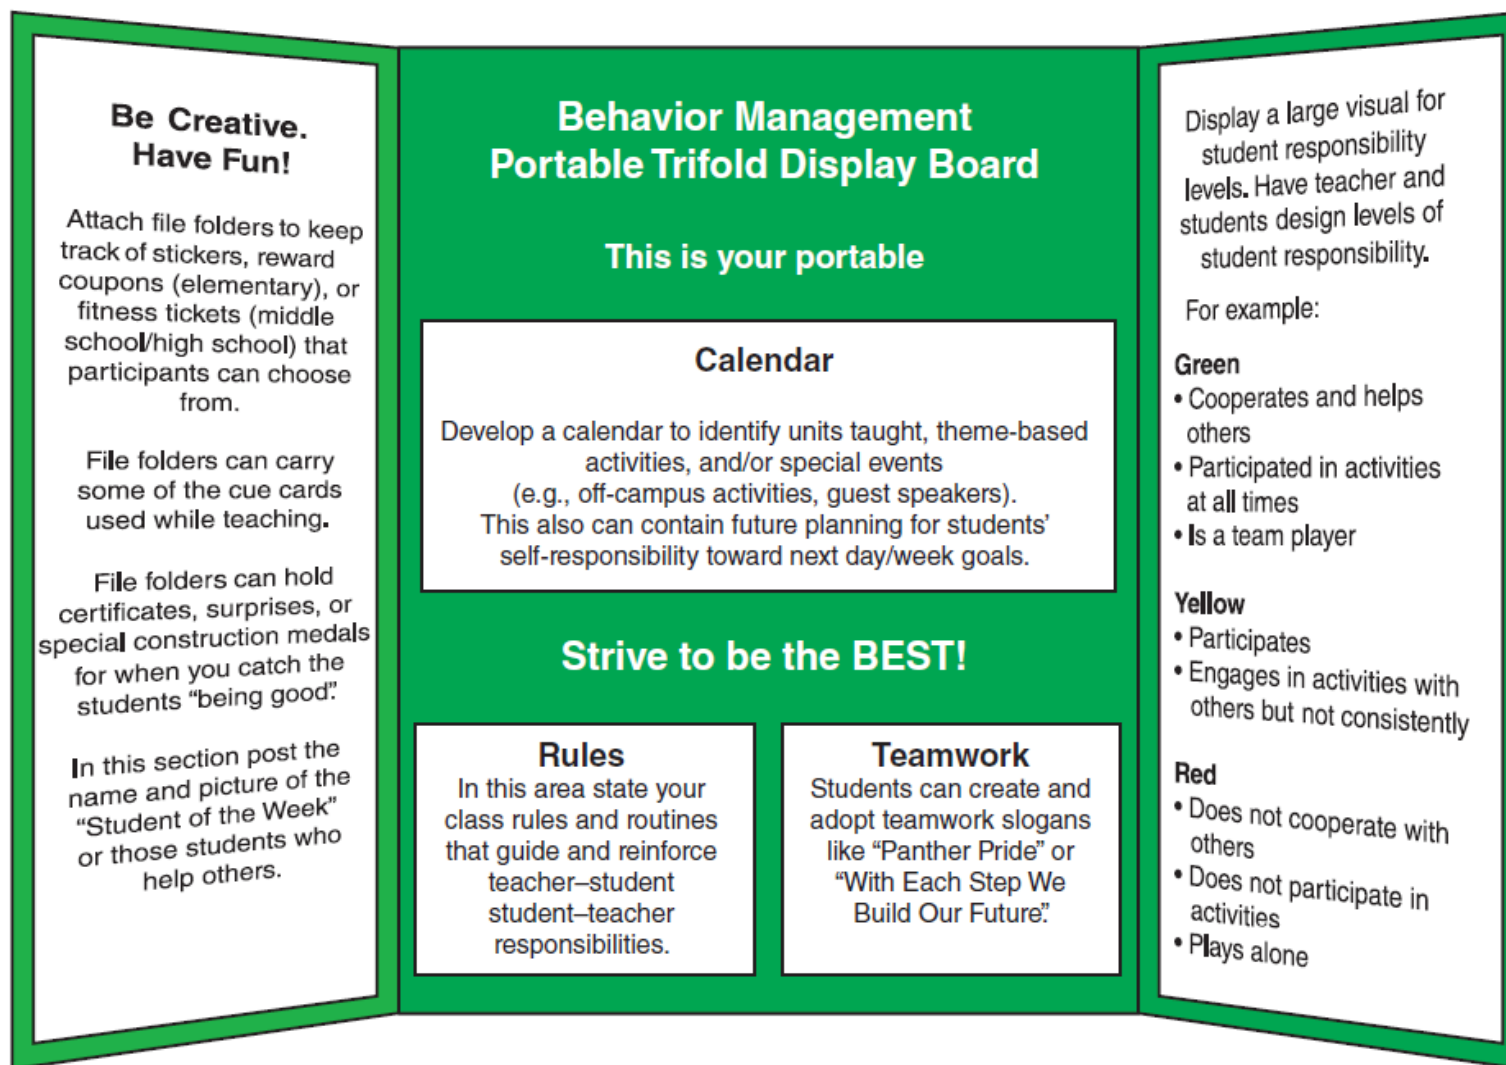 Be Creative.
Have Fun!
Attach file folders to keep
track of stickers, reward
coupons (elementary), or
fitness tickets (middle
school/high school) that
participants can choose
from.
File folders can carry
some of the cue cards
used while teaching.
File folders can hold
certificates, surprises, or
special construction medals
for when you catch the
students “being good”.
In this section post the
name and picture of the
“Student of the Week”
or those students who
help others.
Behavior Management
Portable Trifold Display Board
This is your portable
Calendar
Develop a calendar to identify units taught, theme-based
activities, and/or special events
(e.g., off-campus activities, guest speakers).
This also can contain future planning for students’
self-responsibility toward next day/week goals.
Strive to be the BEST!
Rules
In this area state your
class rules and routines
that guide and reinforce
teacher–student
student–teacher
responsibilities.
Teamwork
Students can create and
adopt teamwork slogans
like “Panther Pride” or
“With Each Step We
Build Our Future”.
Display a large visual for
student responsibility
levels. Have teacher and
students design levels of
student responsibility.
For example:
Green
• Cooperates and helps
others
• Participated in activities
at all times
• Is a team player
Yellow
• Participates
• Engages in activities with
others but not consistently
Red
• Does not cooperate with
others
• Does not participate in
activities
• Plays alone